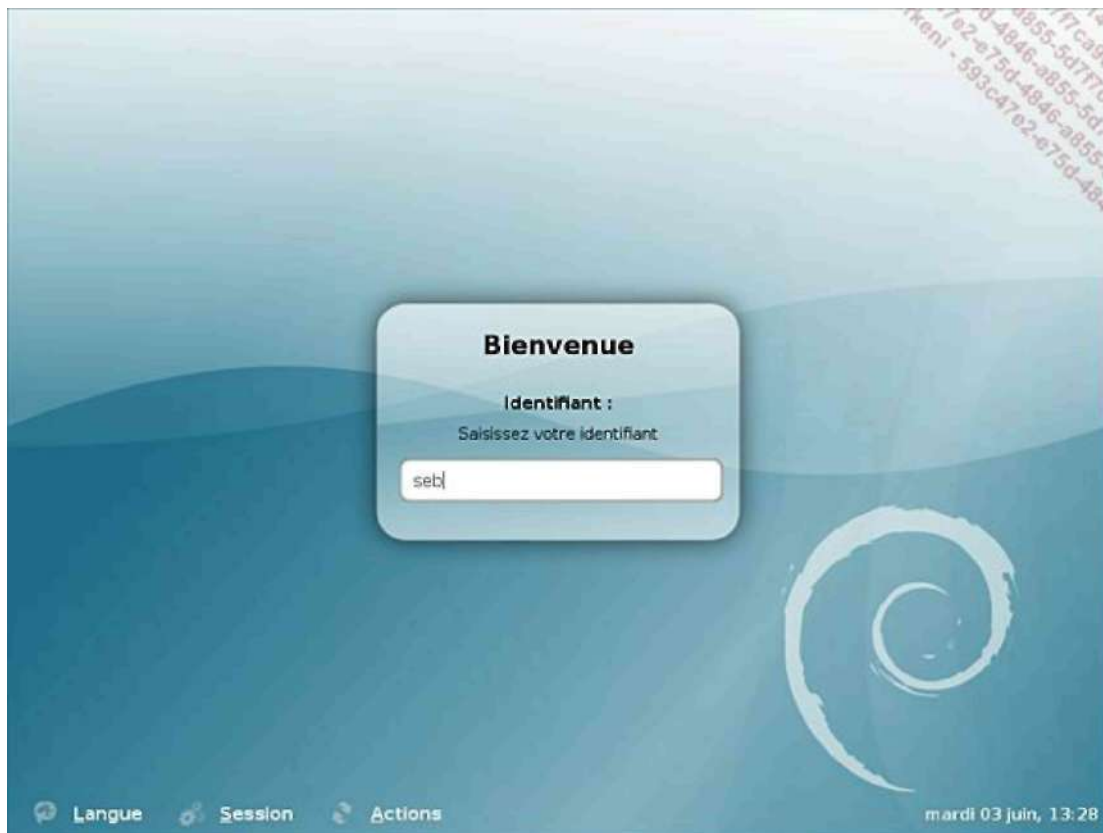 Bienvenue
Identifiant :
Saisissez votre identifiant
seb
Langue
Session
Actions
mardi 03 juin, 13:28